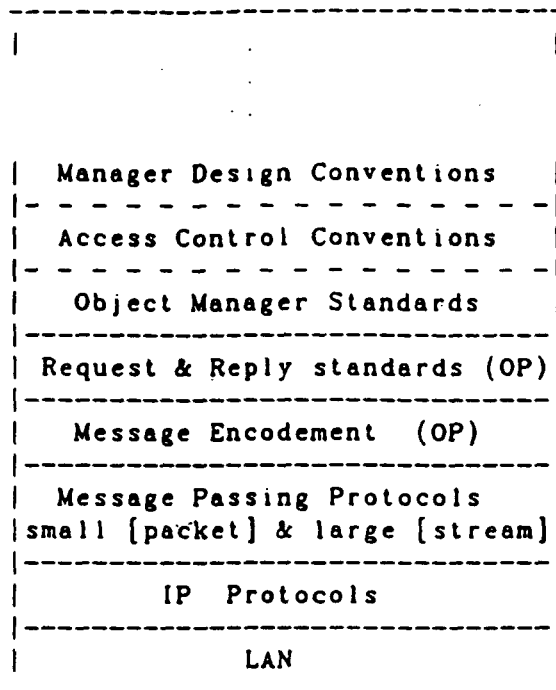 Manager Design Conventions
Access Control Conventions
Object Manager Standards
Request & Reply standards (OP)
Message Encodement (OP)
Message Passing Protocols
small [packet] & large [stream]
IP Protocols
LAN